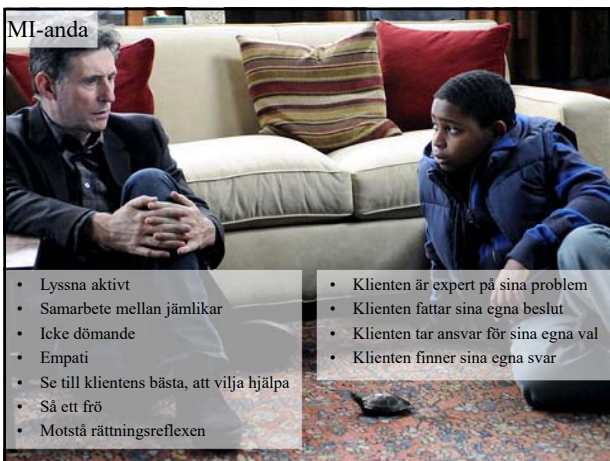 MI-anda
• Lyssna aktivt
• Samarbete mellan jämlikar
• Icke dömande
• Empati
• Se till klientens bästa, att vilja hjälpa
• Så ett frö
• Motstå rättningsreflexen
• Klienten är expert på sina problem
• Klienten fattar sina egna beslut
• Klienten tar ansvar för sina egna val
• Klienten finner sina egna svar